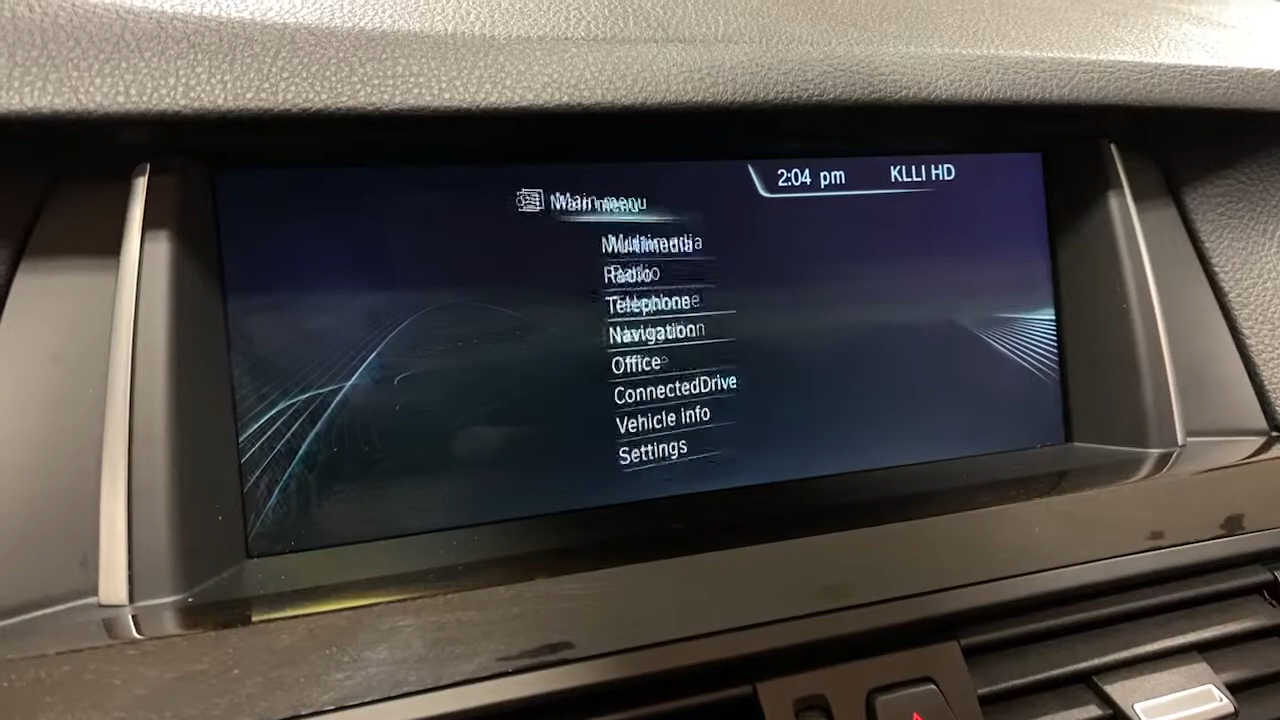 2:04 pm KLLI HD
Main menu
Multimedia
Radio
Telephone
Navigation
Office
ConnectedDrive
Vehicle info
Settings